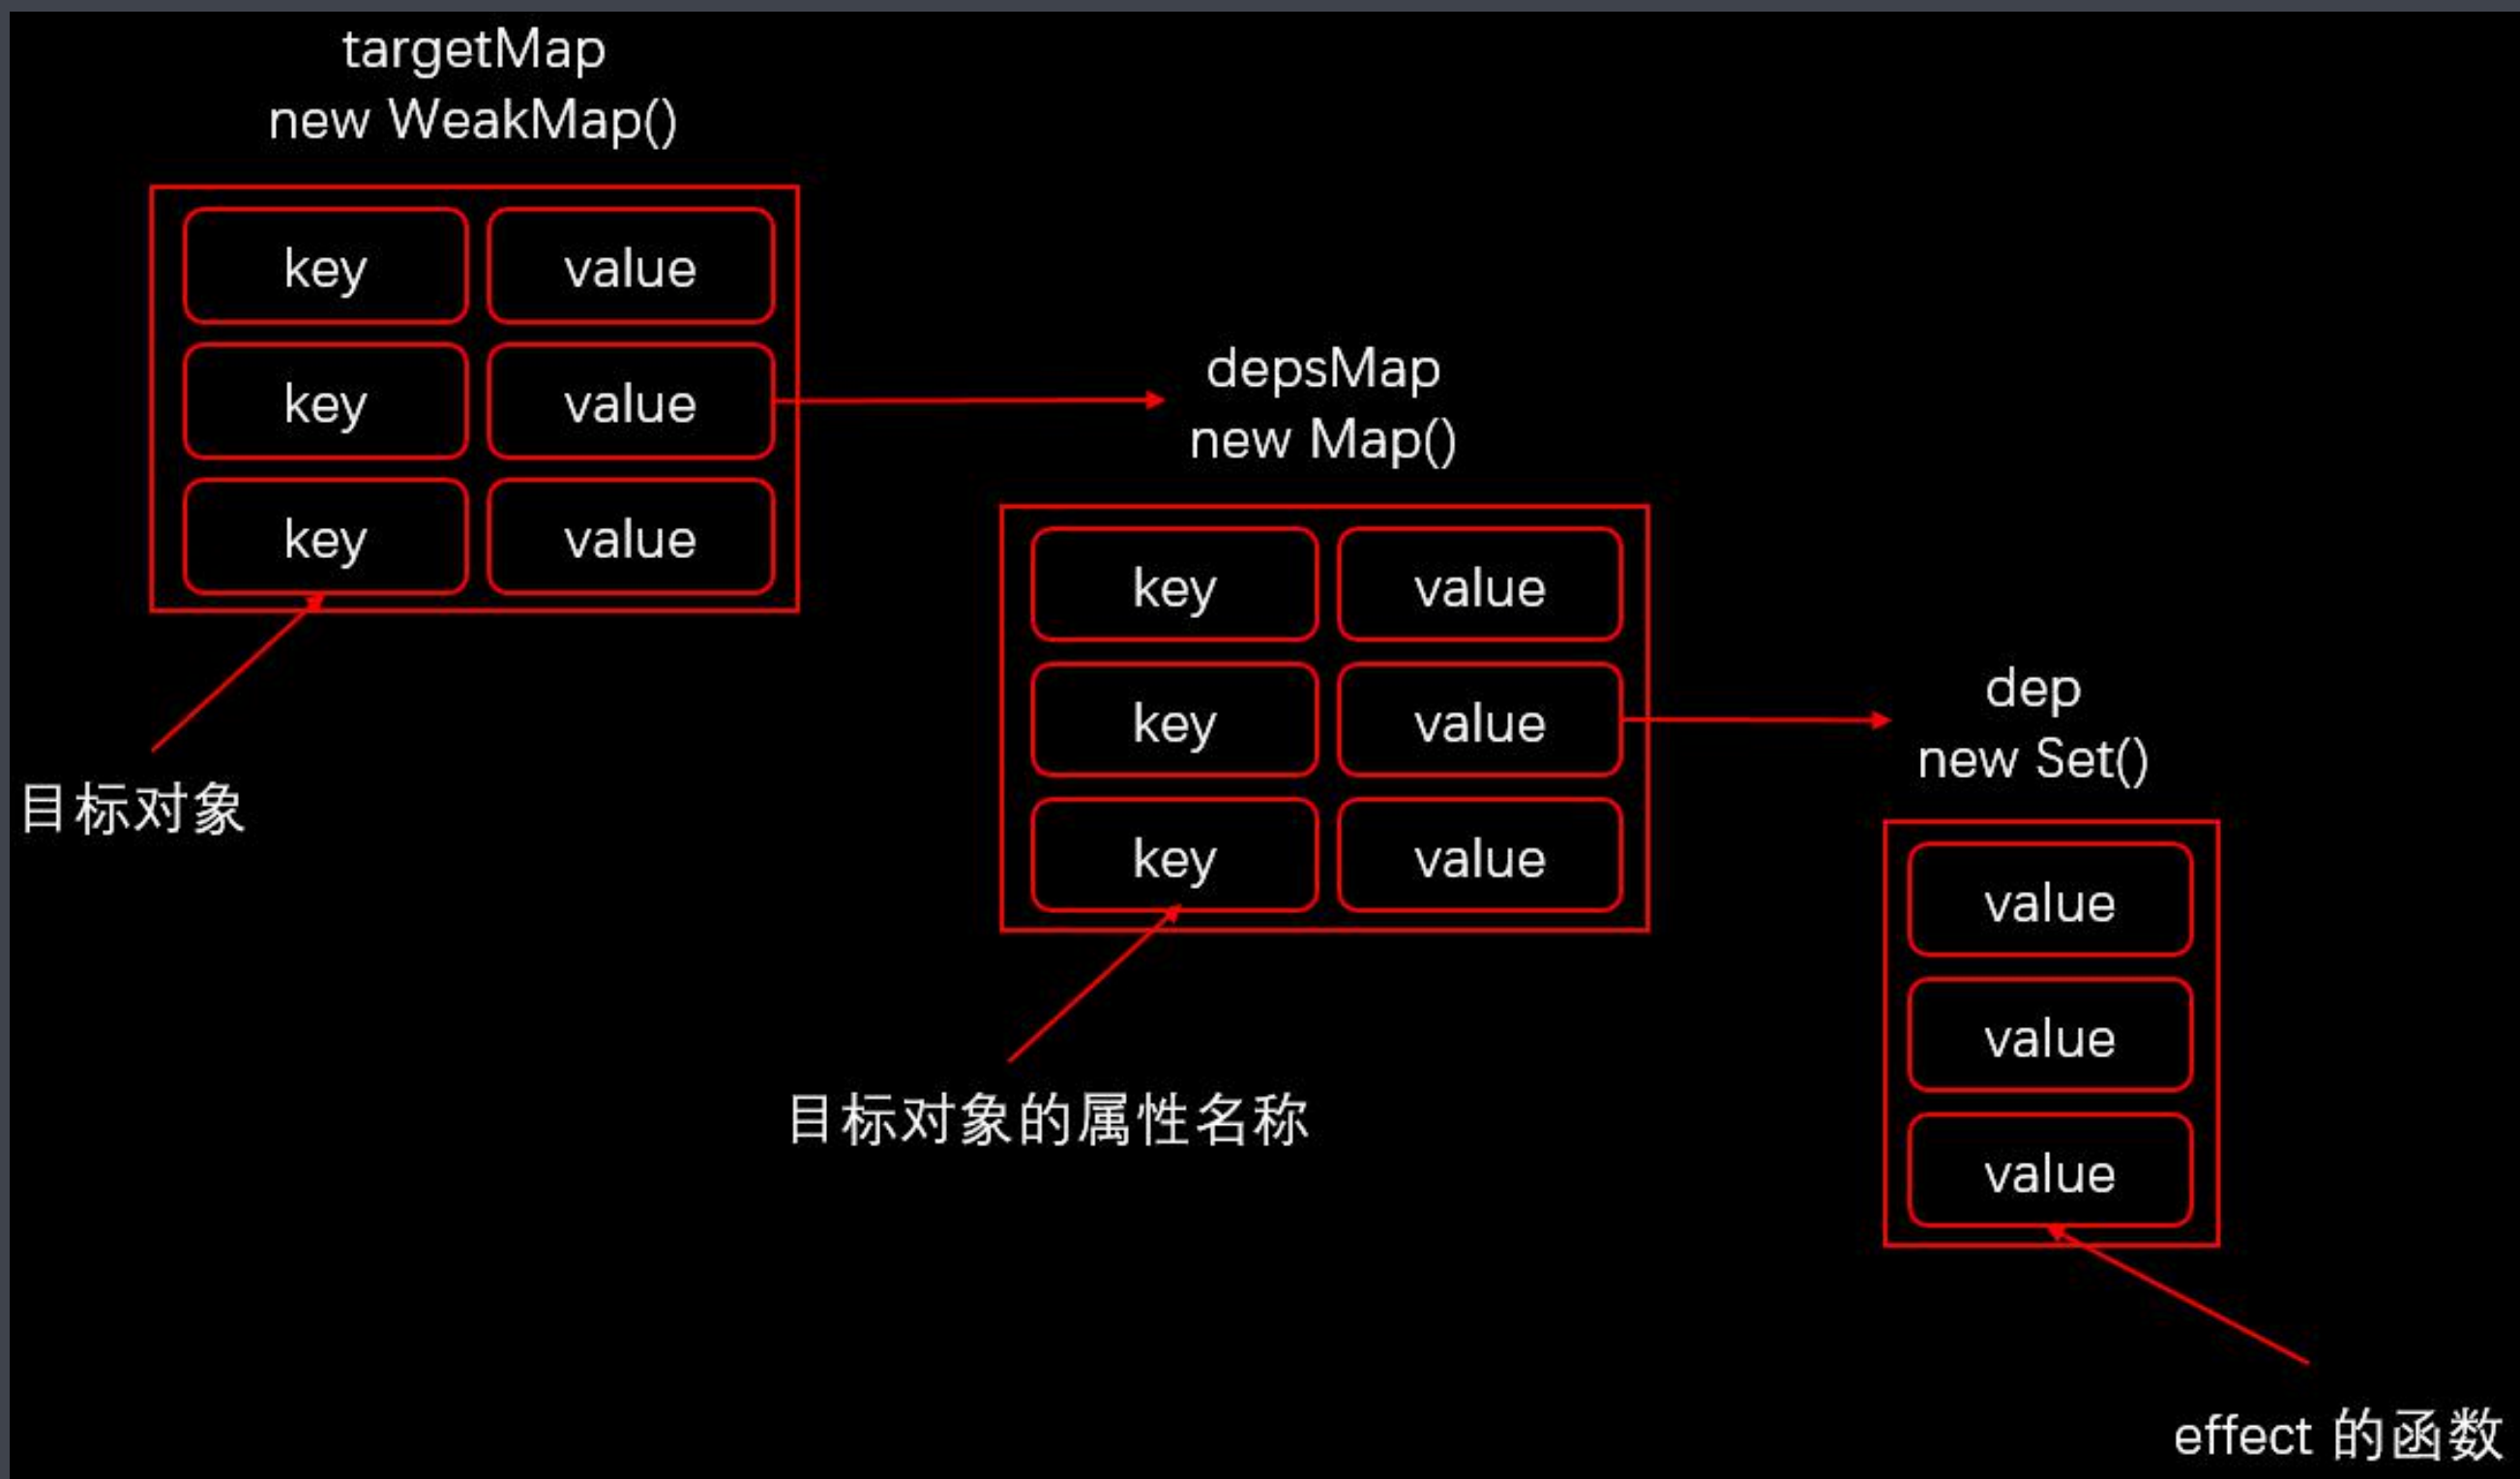 targetMap
new WeakMap()
key value
key value
key value
目标对象
depsMap
new Map()
key value
key value
key value
目标对象的属性名称
dep
new Set()
value
value
value
effect 的函数